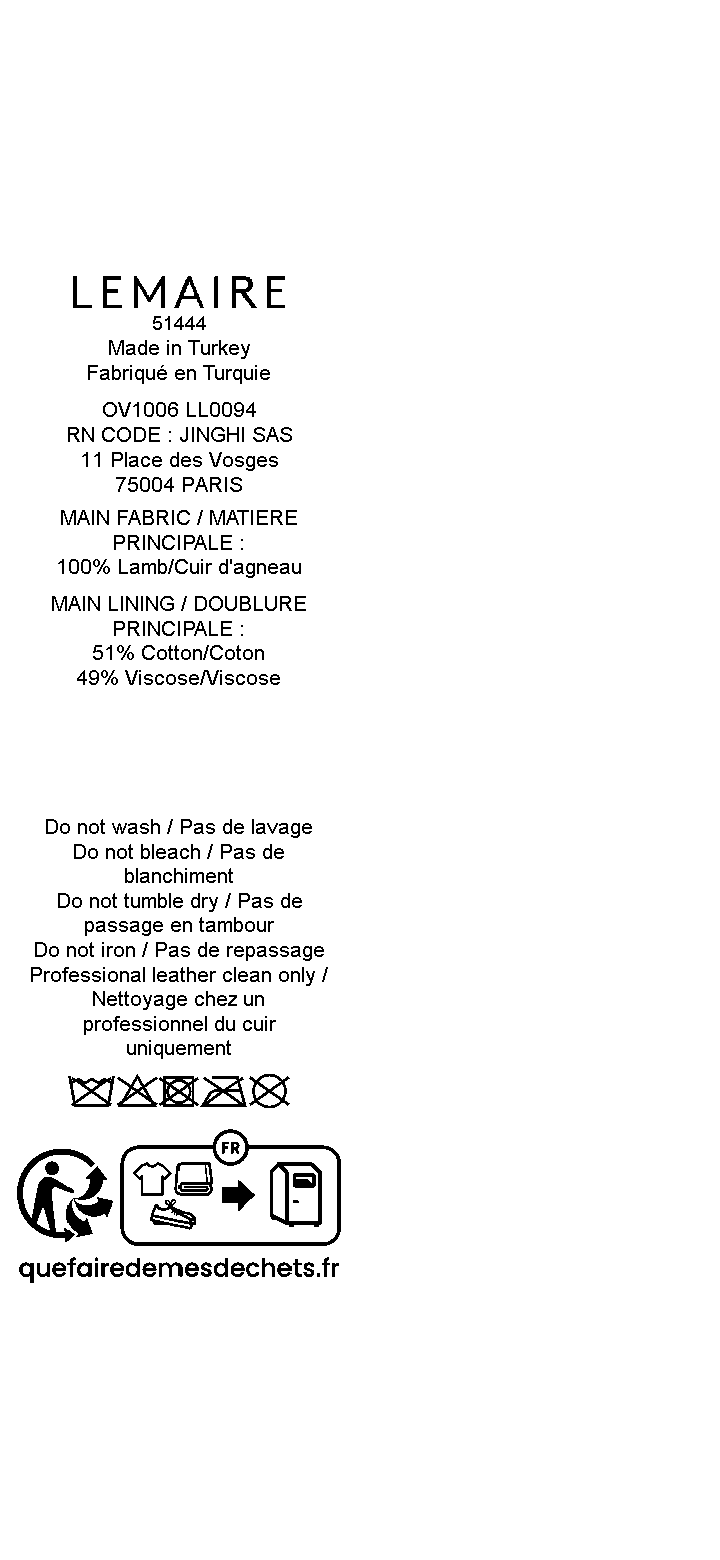 LEMAIRE
51444
Made in Turkey
Fabriqué en Turquie
OV1006 LL0094
RN CODE : JINGHI SAS
11 Place des Vosges
75004 PARIS
MAIN FABRIC / MATIERE
PRINCIPALE :
100% Lamb/Cuir d'agneau
MAIN LINING / DOUBLURE
PRINCIPALE :
51% Cotton/Coton
49% Viscose/Viscose
Do not wash / Pas de lavage
Do not bleach / Pas de
blanchiment
Do not tumble dry / Pas de
passage en tambour
Do not iron / Pas de repassage
Professional leather clean only /
Nettoyage chez un
professionnel du cuir
uniquement
FR
quefairedemesdechets.fr